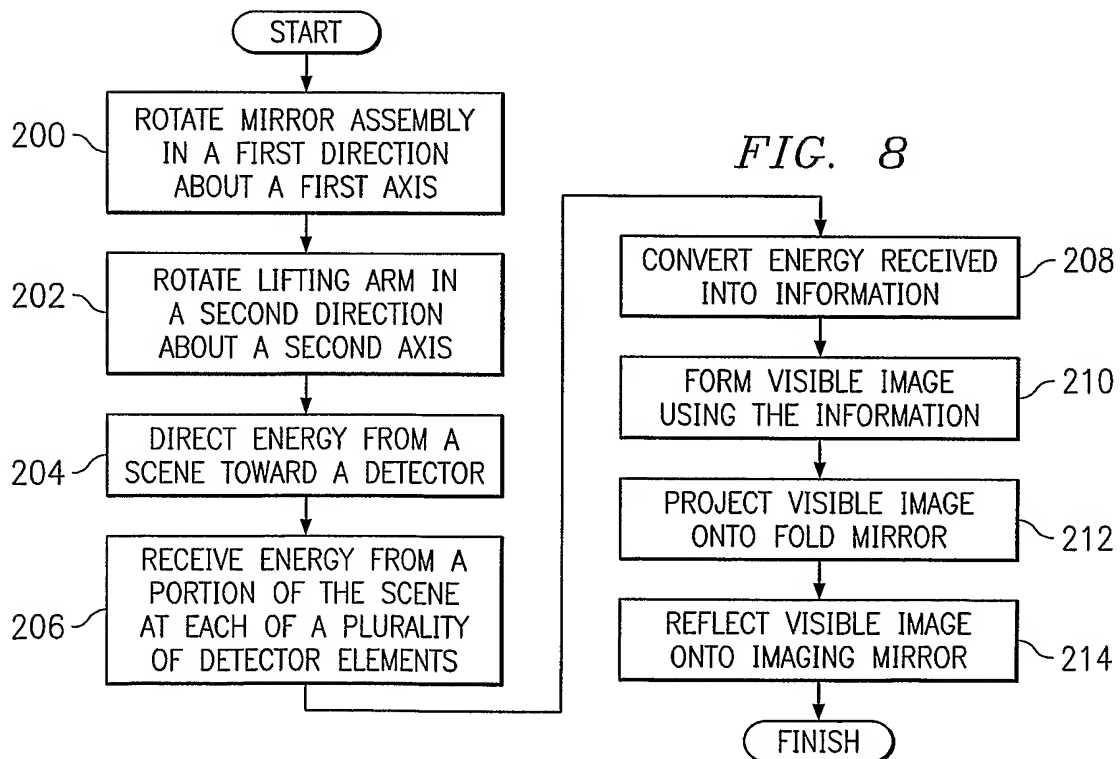 START
200
ROTATE MIRROR ASSEMBLY
IN A FIRST DIRECTION
ABOUT A FIRST AXIS
202
ROTATE LIFTING ARM IN
A SECOND DIRECTION
ABOUT A SECOND AXIS
204
DIRECT ENERGY FROM A
SCENE TOWARD A DETECTOR
206
RECEIVE ENERGY FROM A
PORTION OF THE SCENE
AT EACH OF A PLURALITY
OF DETECTOR ELEMENTS
FIG. 8
CONVERT ENERGY RECEIVED
INTO INFORMATION
208
FORM VISIBLE IMAGE
USING THE INFORMATION
210
PROJECT VISIBLE IMAGE
ONTO FOLD MIRROR
212
REFLECT VISIBLE IMAGE
ONTO IMAGING MIRROR
214
FINISH